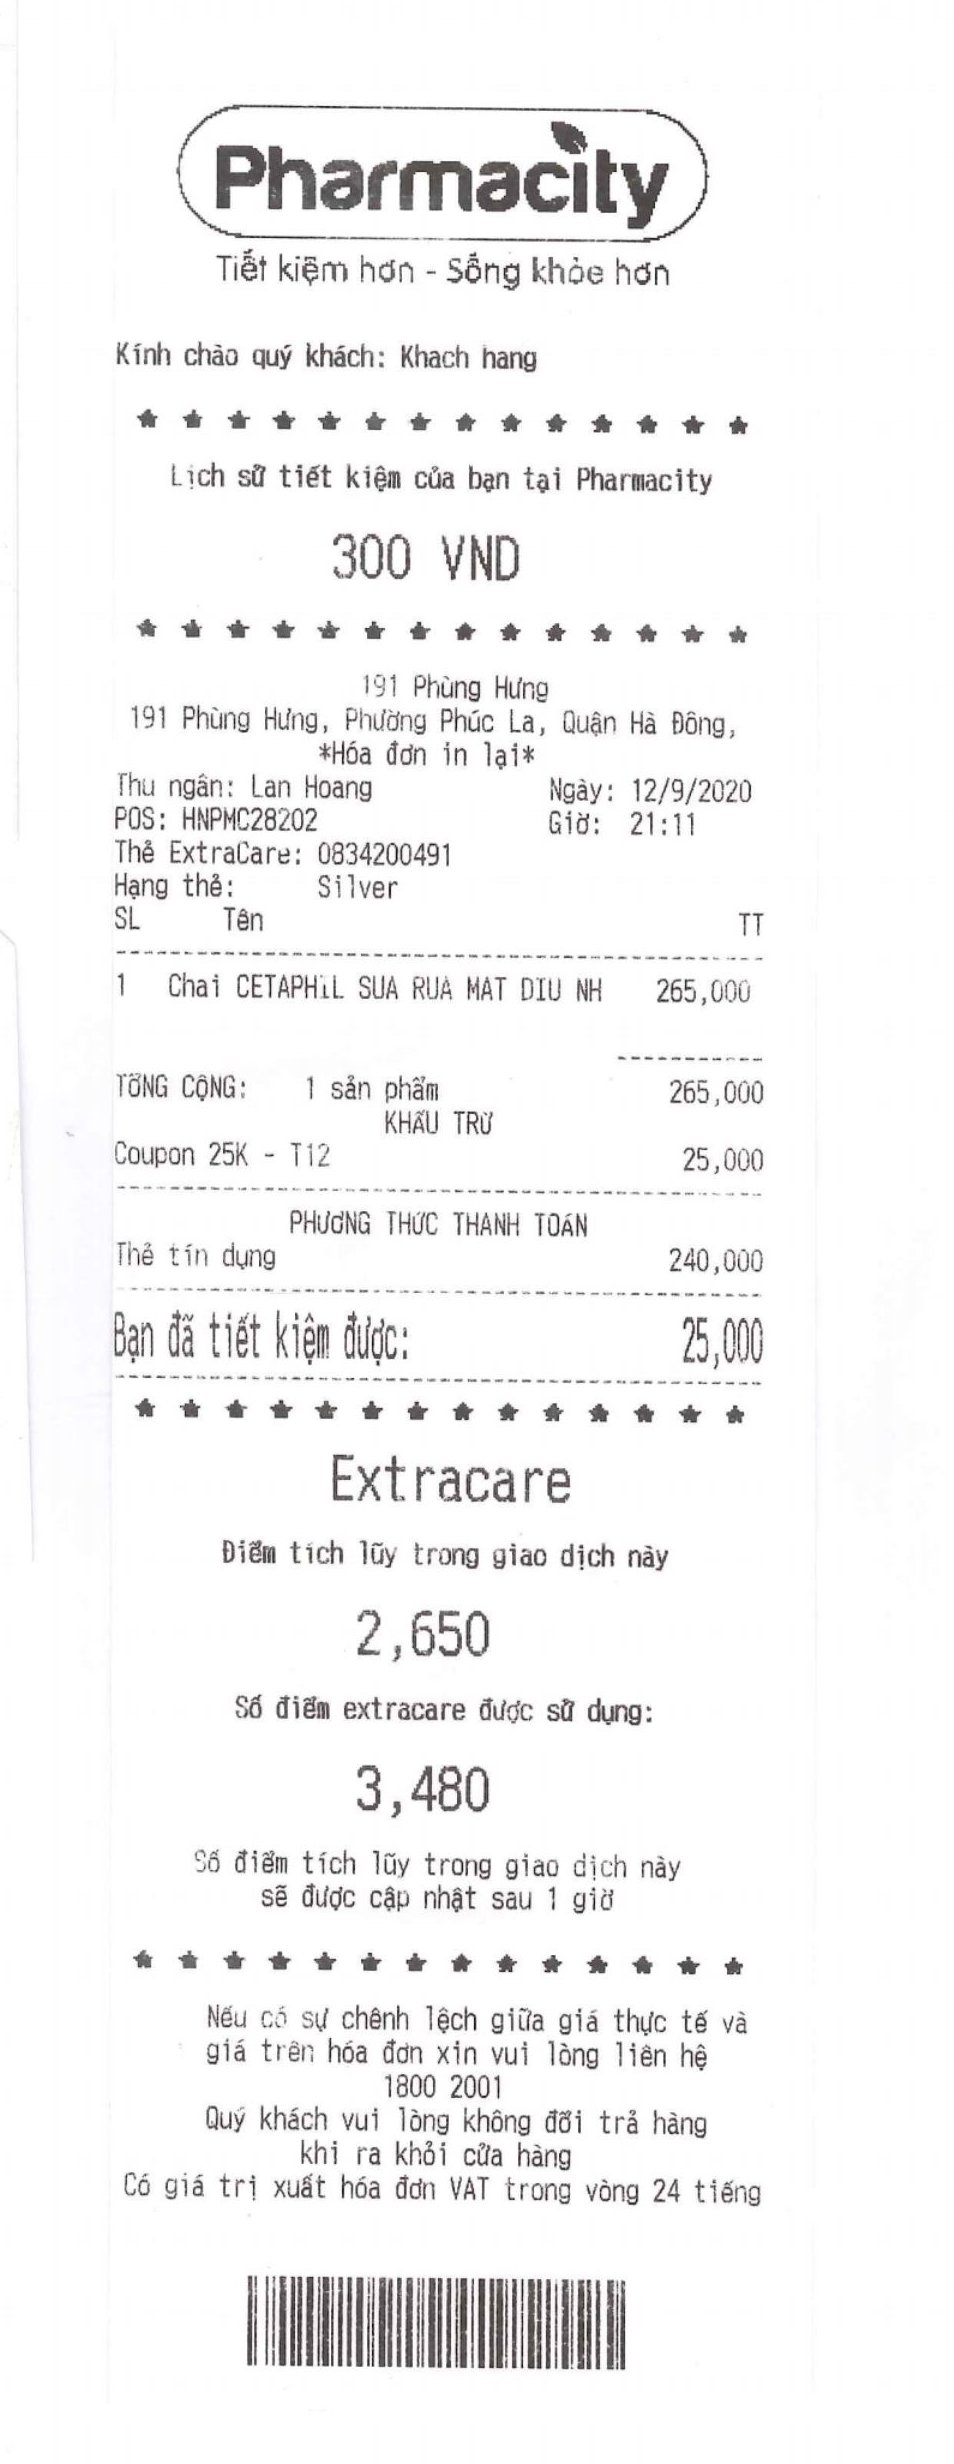 Pharmacity
Tiết kiệm hơn - Sống khỏe hơn
Kính chào quý khách: Khach hang
Lịch sử tiết kiệm của bạn tại Pharmacity
300 VND
191 Phùng Hưng
191 Phùng Hưng, Phường Phúc La, Quận Hà Đông,
*Hóa đơn in lại*
Thu ngân: Lan Hoang Ngày: 12/9/2020
POS: HNPMC28202 Giờ: 21:11
Thẻ ExtraCare: 0834200491
Hạng thẻ: Silver
SL Tên TT
1 Chai CETAPHiL SUA RUA MAT DIU NH 265,000
TỔNG CỘNG: 1 sản phẩm 265,000
KHẤU TRỪ
Coupon 25K - T12 25,000
PHƯƠNG THỨC THANH TOÁN
Thẻ tín dụng 240,000
Bạn đã tiết kiệm được: 25,000
Extracare
Điểm tích lũy trong giao dịch này
2,650
Số điểm extracare được sử dụng:
3,480
Số điểm tích lũy trong giao dịch này
sẽ được cập nhật sau 1 giờ
Nếu có sự chênh lệch giữa giá thực tế và
giá trên hóa đơn xin vui lòng liên hệ
1800 2001
Quý khách vui lòng không đổi trả hàng
khi ra khỏi cửa hàng
Có giá trị xuất hóa đơn VAT trong vòng 24 tiếng